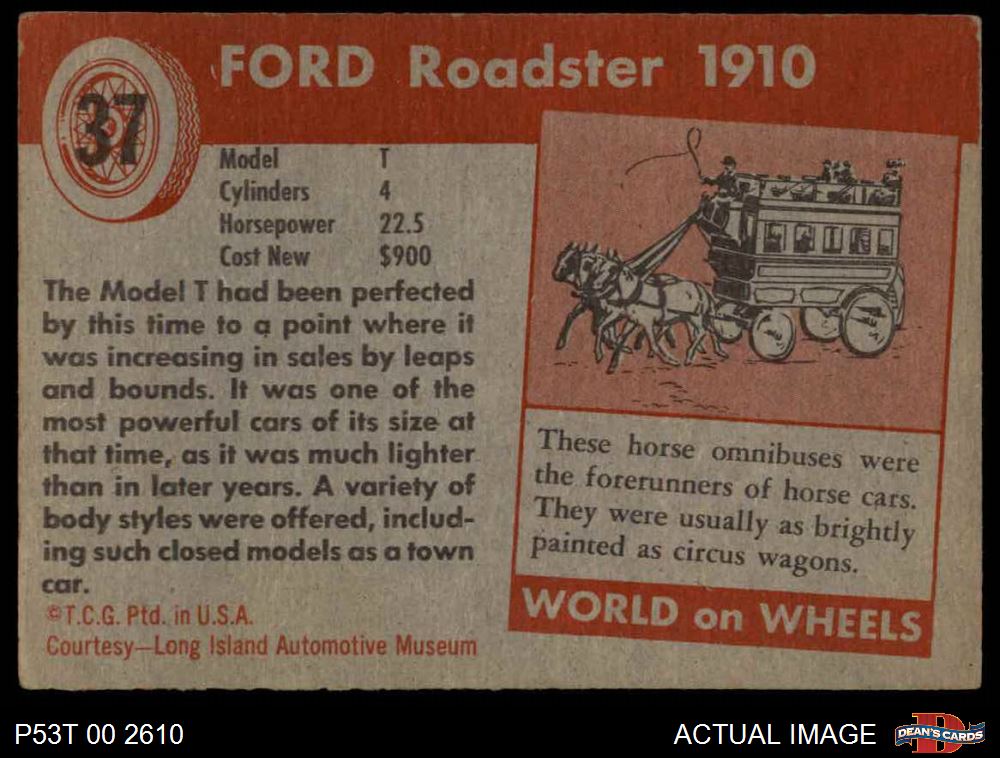 37
FORD Roadster 1910
Model T
Cylinders 4
Horsepower 22.5
Cost New $900
The Model T had been perfected
by this time to a point where it
was increasing in sales by leaps
and bounds. It was one of the
most powerful cars of its size at
that time, as it was much lighter
than in later years. A variety of
body styles were offered, includ-
ing such closed models as a town
car.
©T.C.G. Ptd. in U.S.A.
Courtesy—Long Island Automotive Museum
These horse omnibuses were
the forerunners of horse cars.
They were usually as brightly
painted as circus wagons.
WORLD on WHEELS
P53T 00 2610
ACTUAL IMAGE
D
DEAN'S CARDS